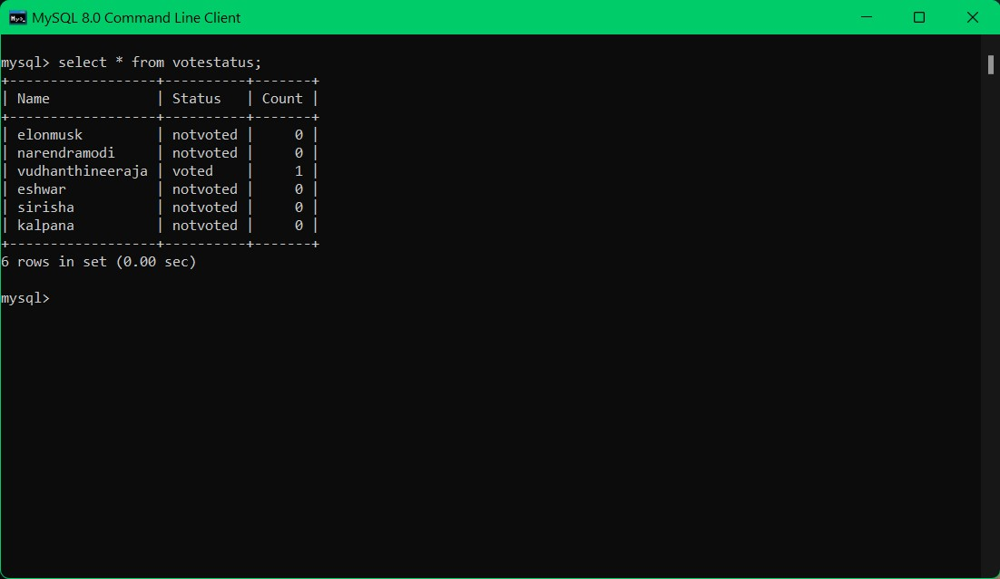 MySQL 8.0 Command Line Client
mysql> select * from votestatus;
+------------------+----------+-------+
| Name             | Status   | Count |
+------------------+----------+-------+
| elonmusk         | notvoted |     0 |
| narendramodi     | notvoted |     0 |
| vudhanthineeraja | voted    |     1 |
| eshwar           | notvoted |     0 |
| sirisha          | notvoted |     0 |
| kalpana          | notvoted |     0 |
+------------------+----------+-------+
6 rows in set (0.00 sec)
mysql>